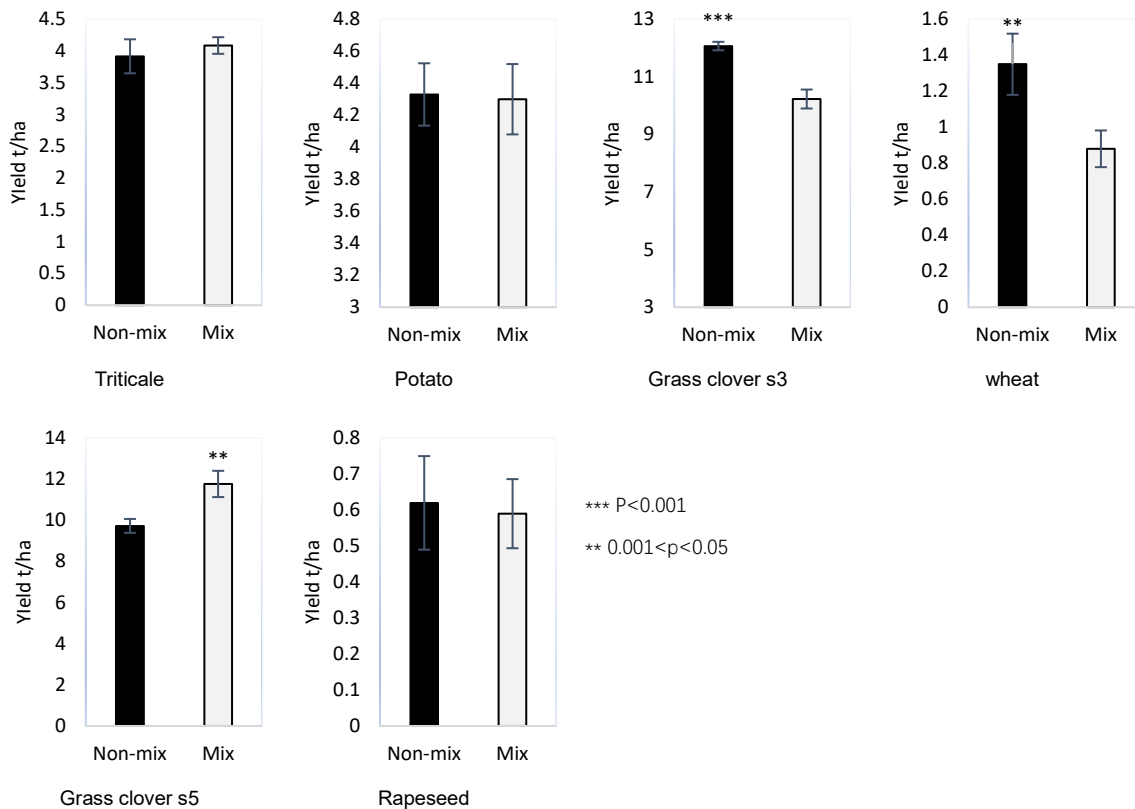 4.5
4
3.5
3
2.5
2
1.5
1
0.5
0
YIeld t/ha
Non-mix Mix
Triticale
4.8
4.6
4.4
4.2
4
3.8
3.6
3.4
3.2
3
YIeld t/ha
Non-mix Mix
Potato
13
11
9
7
5
3
YIeld t/ha
***
Non-mix Mix
Grass clover s3
1.6
1.4
1.2
1
0.8
0.6
0.4
0.2
0
YIeld t/ha
**
Non-mix Mix
wheat
14
12
10
8
6
4
2
0
YIeld t/ha
**
Non-mix Mix
Grass clover s5
0.8
0.7
0.6
0.5
0.4
0.3
0.2
0.1
0
YIeld t/ha
Non-mix Mix
Rapeseed
*** P<0.001
** 0.001<p<0.05